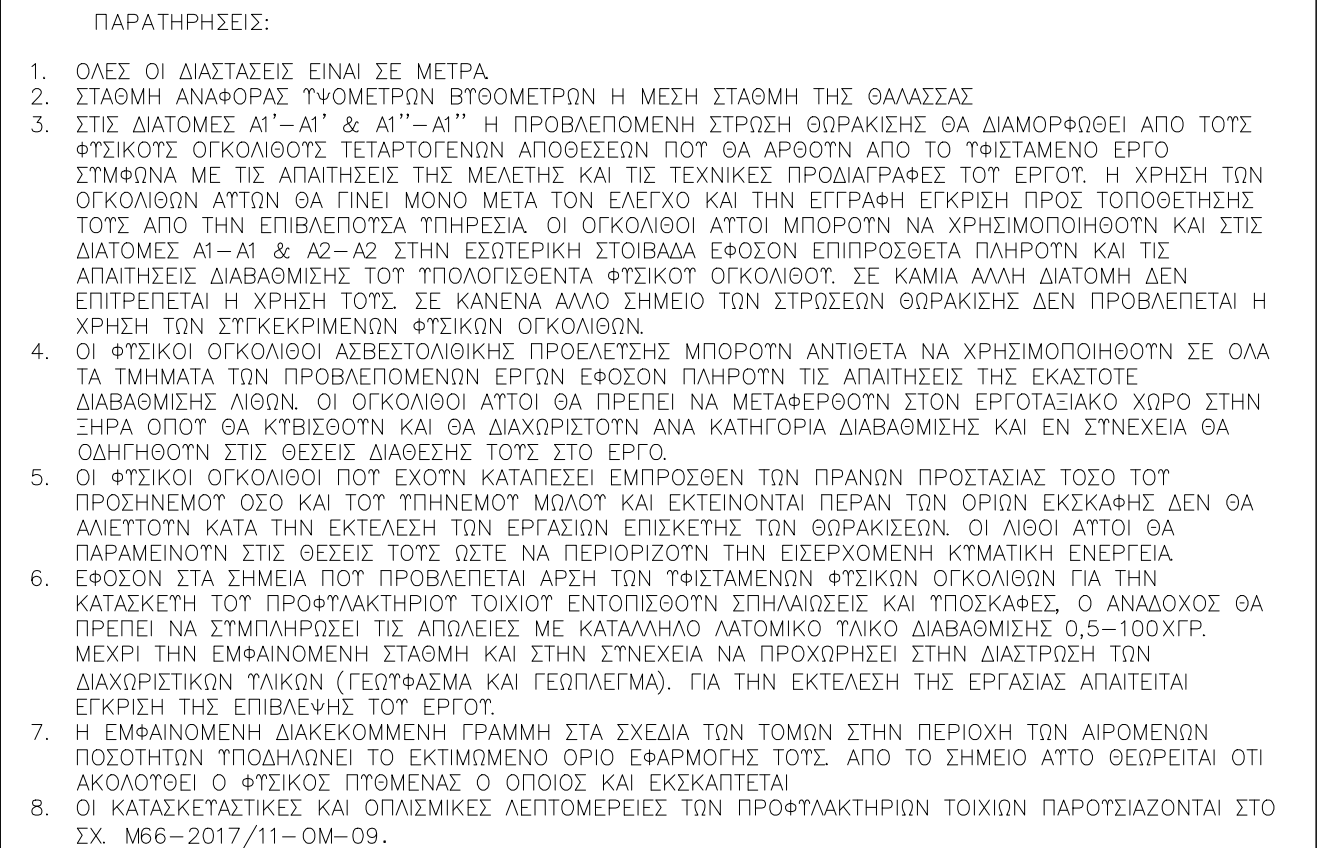 ΠΑΡΑΤΗΡΗΣΕΙΣ:
1. ΟΛΕΣ ΟΙ ΔΙΑΣΤΑΣΕΙΣ ΕΙΝΑΙ ΣΕ ΜΕΤΡΑ.
2. ΣΤΑΘΜΗ ΑΝΑΦΟΡΑΣ ΥΨΟΜΕΤΡΩΝ ΒΥΘΟΜΕΤΡΩΝ Η ΜΕΣΗ ΣΤΑΘΜΗ ΤΗΣ ΘΑΛΑΣΣΑΣ
3. ΣΤΙΣ ΔΙΑΤΟΜΕΣ Α1'-Α1' & Α1''-Α1'' Η ΠΡΟΒΛΕΠΟΜΕΝΗ ΣΤΡΩΣΗ ΘΩΡΑΚΙΣΗΣ ΘΑ ΔΙΑΜΟΡΦΩΘΕΙ ΑΠΟ ΤΟΥΣ
ΦΥΣΙΚΟΥΣ ΟΓΚΟΛΙΘΟΥΣ ΤΕΤΑΡΤΟΓΕΝΩΝ ΑΠΟΘΕΣΕΩΝ ΠΟΥ ΘΑ ΑΡΘΟΥΝ ΑΠΟ ΤΟ ΥΦΙΣΤΑΜΕΝΟ ΕΡΓΟ
ΣΥΜΦΩΝΑ ΜΕ ΤΙΣ ΑΠΑΙΤΗΣΕΙΣ ΤΗΣ ΜΕΛΕΤΗΣ ΚΑΙ ΤΙΣ ΤΕΧΝΙΚΕΣ ΠΡΟΔΙΑΓΡΑΦΕΣ ΤΟΥ ΕΡΓΟΥ. Η ΧΡΗΣΗ ΤΩΝ
ΟΓΚΟΛΙΘΩΝ ΑΥΤΩΝ ΘΑ ΓΙΝΕΙ ΜΟΝΟ ΜΕΤΑ ΤΟΝ ΕΛΕΓΧΟ ΚΑΙ ΤΗΝ ΕΓΓΡΑΦΗ ΕΓΚΡΙΣΗ ΠΡΟΣ ΤΟΠΟΘΕΤΗΣΗΣ
ΤΟΥΣ ΑΠΟ ΤΗΝ ΕΠΙΒΛΕΠΟΥΣΑ ΥΠΗΡΕΣΙΑ. ΟΙ ΟΓΚΟΛΙΘΟΙ ΑΥΤΟΙ ΜΠΟΡΟΥΝ ΝΑ ΧΡΗΣΙΜΟΠΟΙΗΘΟΥΝ ΚΑΙ ΣΤΙΣ
ΔΙΑΤΟΜΕΣ Α1-Α1 & Α2-Α2 ΣΤΗΝ ΕΣΩΤΕΡΙΚΗ ΣΤΟΙΒΑΔΑ ΕΦΟΣΟΝ ΕΠΙΠΡΟΣΘΕΤΑ ΠΛΗΡΟΥΝ ΚΑΙ ΤΙΣ
ΑΠΑΙΤΗΣΕΙΣ ΔΙΑΒΑΘΜΙΣΗΣ ΤΟΥ ΥΠΟΛΟΓΙΣΘΕΝΤΑ ΦΥΣΙΚΟΥ ΟΓΚΟΛΙΘΟΥ. ΣΕ ΚΑΜΙΑ ΑΛΛΗ ΔΙΑΤΟΜΗ ΔΕΝ
ΕΠΙΤΡΕΠΕΤΑΙ Η ΧΡΗΣΗ ΤΟΥΣ. ΣΕ ΚΑΝΕΝΑ ΑΛΛΟ ΣΗΜΕΙΟ ΤΩΝ ΣΤΡΩΣΕΩΝ ΘΩΡΑΚΙΣΗΣ ΔΕΝ ΠΡΟΒΛΕΠΕΤΑΙ Η
ΧΡΗΣΗ ΤΩΝ ΣΥΓΚΕΚΡΙΜΕΝΩΝ ΦΥΣΙΚΩΝ ΟΓΚΟΛΙΘΩΝ.
4. ΟΙ ΦΥΣΙΚΟΙ ΟΓΚΟΛΙΘΟΙ ΑΣΒΕΣΤΟΛΙΘΙΚΗΣ ΠΡΟΕΛΕΥΣΗΣ ΜΠΟΡΟΥΝ ΑΝΤΙΘΕΤΑ ΝΑ ΧΡΗΣΙΜΟΠΟΙΗΘΟΥΝ ΣΕ ΟΛΑ
ΤΑ ΤΜΗΜΑΤΑ ΤΩΝ ΠΡΟΒΛΕΠΟΜΕΝΩΝ ΕΡΓΩΝ ΕΦΟΣΟΝ ΠΛΗΡΟΥΝ ΤΙΣ ΑΠΑΙΤΗΣΕΙΣ ΤΗΣ ΕΚΑΣΤΟΤΕ
ΔΙΑΒΑΘΜΙΣΗΣ ΛΙΘΩΝ. ΟΙ ΟΓΚΟΛΙΘΟΙ ΑΥΤΟΙ ΘΑ ΠΡΕΠΕΙ ΝΑ ΜΕΤΑΦΕΡΘΟΥΝ ΣΤΟΝ ΕΡΓΟΤΑΞΙΑΚΟ ΧΩΡΟ ΣΤΗΝ
ΞΗΡΑ ΟΠΟΥ ΘΑ ΚΥΒΙΣΘΟΥΝ ΚΑΙ ΘΑ ΔΙΑΧΩΡΙΣΤΟΥΝ ΑΝΑ ΚΑΤΗΓΟΡΙΑ ΔΙΑΒΑΘΜΙΣΗΣ ΚΑΙ ΕΝ ΣΥΝΕΧΕΙΑ ΘΑ
ΟΔΗΓΗΘΟΥΝ ΣΤΙΣ ΘΕΣΕΙΣ ΔΙΑΘΕΣΗΣ ΤΟΥΣ ΣΤΟ ΕΡΓΟ.
5. ΟΙ ΦΥΣΙΚΟΙ ΟΓΚΟΛΙΘΟΙ ΠΟΥ ΕΧΟΥΝ ΚΑΤΑΠΕΣΕΙ ΕΜΠΡΟΣΘΕΝ ΤΩΝ ΠΡΑΝΩΝ ΠΡΟΣΤΑΣΙΑΣ ΤΟΣΟ ΤΟΥ
ΠΡΟΣΗΝΕΜΟΥ ΟΣΟ ΚΑΙ ΤΟΥ ΥΠΗΝΕΜΟΥ ΜΩΛΟΥ ΚΑΙ ΕΚΤΕΙΝΟΝΤΑΙ ΠΕΡΑΝ ΤΩΝ ΟΡΙΩΝ ΕΚΣΚΑΦΗΣ ΔΕΝ ΘΑ
ΑΛΙΕΥΤΟΥΝ ΚΑΤΑ ΤΗΝ ΕΚΤΕΛΕΣΗ ΤΩΝ ΕΡΓΑΣΙΩΝ ΕΠΙΣΚΕΥΗΣ ΤΩΝ ΘΩΡΑΚΙΣΕΩΝ. ΟΙ ΛΙΘΟΙ ΑΥΤΟΙ ΘΑ
ΠΑΡΑΜΕΙΝΟΥΝ ΣΤΙΣ ΘΕΣΕΙΣ ΤΟΥΣ ΩΣΤΕ ΝΑ ΠΕΡΙΟΡΙΖΟΥΝ ΤΗΝ ΕΙΣΕΡΧΟΜΕΝΗ ΚΥΜΑΤΙΚΗ ΕΝΕΡΓΕΙΑ.
6. ΕΦΟΣΟΝ ΣΤΑ ΣΗΜΕΙΑ ΠΟΥ ΠΡΟΒΛΕΠΕΤΑΙ ΑΡΣΗ ΤΩΝ ΥΦΙΣΤΑΜΕΝΩΝ ΦΥΣΙΚΩΝ ΟΓΚΟΛΙΘΩΝ ΓΙΑ ΤΗΝ
ΚΑΤΑΣΚΕΥΗ ΤΟΥ ΠΡΟΦΥΛΑΚΤΗΡΙΟΥ ΤΟΙΧΙΟΥ ΕΝΤΟΠΙΣΘΟΥΝ ΣΠΗΛΑΙΩΣΕΙΣ ΚΑΙ ΥΠΟΣΚΑΦΕΣ, Ο ΑΝΑΔΟΧΟΣ ΘΑ
ΠΡΕΠΕΙ ΝΑ ΣΥΜΠΛΗΡΩΣΕΙ ΤΙΣ ΑΠΩΛΕΙΕΣ ΜΕ ΚΑΤΑΛΛΗΛΟ ΛΑΤΟΜΙΚΟ ΥΛΙΚΟ ΔΙΑΒΑΘΜΙΣΗΣ 0,5-100ΧΓΡ.
ΜΕΧΡΙ ΤΗΝ ΕΜΦΑΙΝΟΜΕΝΗ ΣΤΑΘΜΗ ΚΑΙ ΣΤΗΝ ΣΥΝΕΧΕΙΑ ΝΑ ΠΡΟΧΩΡΗΣΕΙ ΣΤΗΝ ΔΙΑΣΤΡΩΣΗ ΤΩΝ
ΔΙΑΧΩΡΙΣΤΙΚΩΝ ΥΛΙΚΩΝ (ΓΕΩΥΦΑΣΜΑ ΚΑΙ ΓΕΩΠΛΕΓΜΑ). ΓΙΑ ΤΗΝ ΕΚΤΕΛΕΣΗ ΤΗΣ ΕΡΓΑΣΙΑΣ ΑΠΑΙΤΕΙΤΑΙ
ΕΓΚΡΙΣΗ ΤΗΣ ΕΠΙΒΛΕΨΗΣ ΤΟΥ ΕΡΓΟΥ.
7. Η ΕΜΦΑΙΝΟΜΕΝΗ ΔΙΑΚΕΚΟΜΜΕΝΗ ΓΡΑΜΜΗ ΣΤΑ ΣΧΕΔΙΑ ΤΩΝ ΤΟΜΩΝ ΣΤΗΝ ΠΕΡΙΟΧΗ ΤΩΝ ΑΙΡΟΜΕΝΩΝ
ΠΟΣΟΤΗΤΩΝ ΥΠΟΔΗΛΩΝΕΙ ΤΟ ΕΚΤΙΜΩΜΕΝΟ ΟΡΙΟ ΕΦΑΡΜΟΓΗΣ ΤΟΥΣ. ΑΠΟ ΤΟ ΣΗΜΕΙΟ ΑΥΤΟ ΘΕΩΡΕΙΤΑΙ ΟΤΙ
ΑΚΟΛΟΥΘΕΙ Ο ΦΥΣΙΚΟΣ ΠΥΘΜΕΝΑΣ Ο ΟΠΟΙΟΣ ΚΑΙ ΕΚΣΚΑΠΤΕΤΑΙ
8. ΟΙ ΚΑΤΑΣΚΕΥΑΣΤΙΚΕΣ ΚΑΙ ΟΠΛΙΣΜΙΚΕΣ ΛΕΠΤΟΜΕΡΕΙΕΣ ΤΩΝ ΠΡΟΦΥΛΑΚΤΗΡΙΩΝ ΤΟΙΧΙΩΝ ΠΑΡΟΥΣΙΑΖΟΝΤΑΙ ΣΤΟ
ΣΧ. Μ66-2017/11-ΟΜ-09.